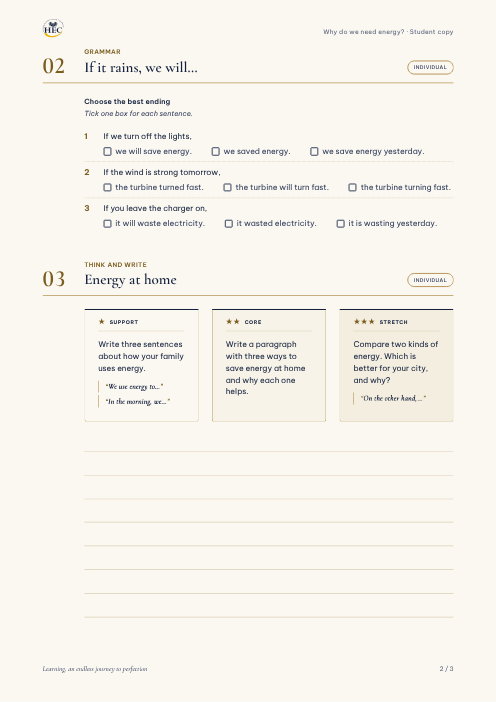 HEC
Why do we need energy? · Student copy
GRAMMAR
02 If it rains, we will...
INDIVIDUAL
Choose the best ending
Tick one box for each sentence.
1 If we turn off the lights,
we will save energy. we saved energy. we save energy yesterday.
2 If the wind is strong tomorrow,
the turbine turned fast. the turbine will turn fast. the turbine turning fast.
3 If you leave the charger on,
it will waste electricity. it wasted electricity. it is wasting yesterday.
THINK AND WRITE
03 Energy at home
INDIVIDUAL
★ SUPPORT
Write three sentences
about how your family
uses energy.
"We use energy to..."
"In the morning, we..."
★★ CORE
Write a paragraph
with three ways to
save energy at home
and why each one
helps.
★★★ STRETCH
Compare two kinds of
energy. Which is
better for your city,
and why?
"On the other hand,..."
Learning, an endless journey to perfection
2 / 3